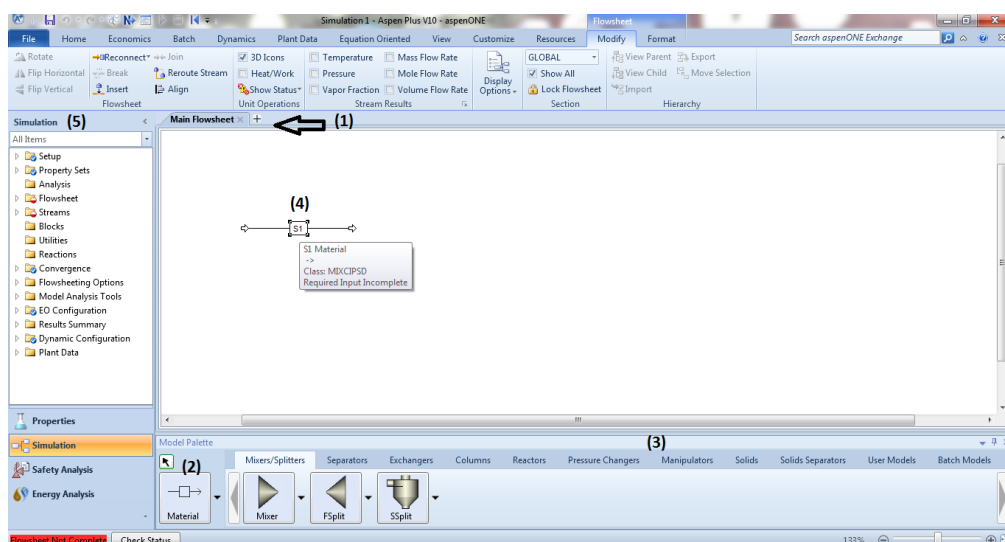 Simulation 1 - Aspen Plus V10 - aspenONE
Flowsheet
File Home Economics Batch Dynamics Plant Data Equation Oriented View Customize Resources Modify Format Search aspenONE Exchange
Rotate Reconnect Join 3D Icons Temperature Mass Flow Rate GLOBAL View Parent Export
Flip Horizontal Break Reroute Stream Heat/Work Pressure Mole Flow Rate Display Show All View Child Move Selection
Flip Vertical Insert Align Show Status Vapor Fraction Volume Flow Rate Options Lock Flowsheet Import
Flowsheet Unit Operations Stream Results Section Hierarchy
Simulation (5) < Main Flowsheet × + (1)
All Items
Setup
Property Sets
Analysis
Flowsheet
Streams
Blocks
Utilities
Reactions
Convergence
Flowsheeting Options
Model Analysis Tools
EO Configuration
Results Summary
Dynamic Configuration
Plant Data
(4)
S1
S1 Material
->
Class: MIXCIPSD
Required Input Incomplete
Properties
Simulation
Safety Analysis
Energy Analysis
Model Palette (3)
(2) Mixers/Splitters Separators Exchangers Columns Reactors Pressure Changers Manipulators Solids Solids Separators User Models Batch Models
Material Mixer FSplit SSplit
Flowsheet Not Complete Check Status 133%